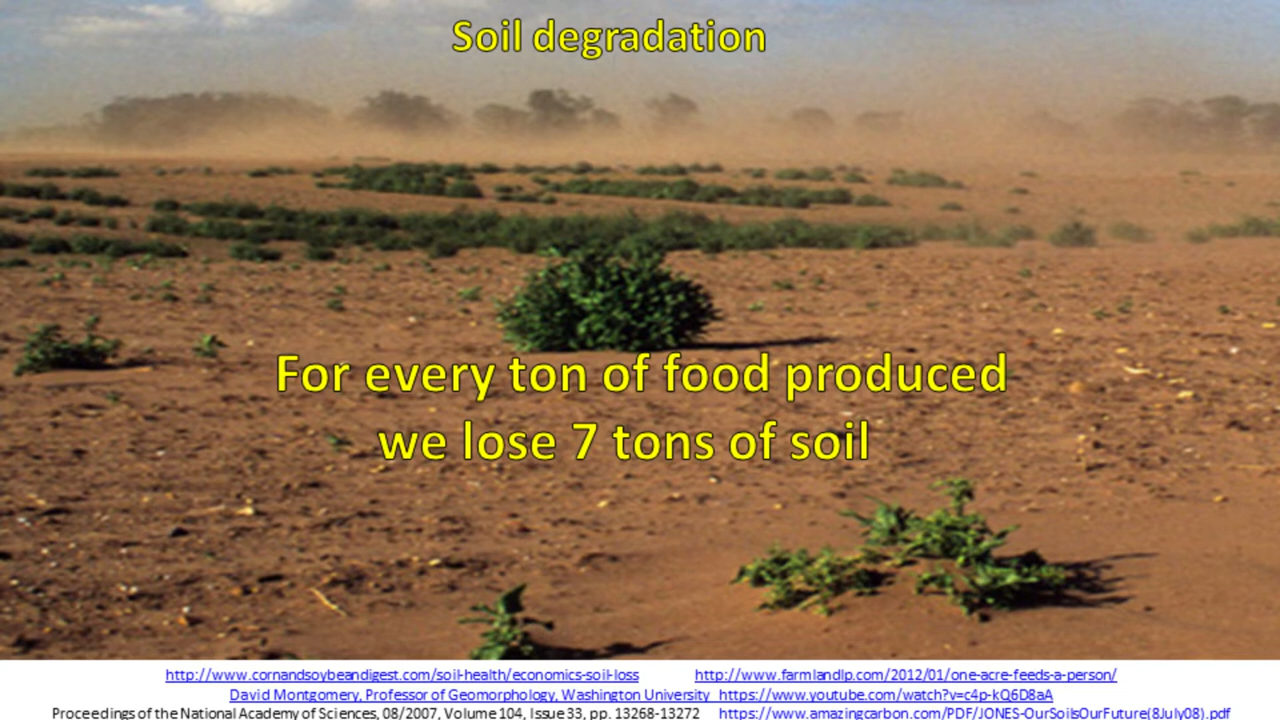 Soil degradation
For every ton of food produced
we lose 7 tons of soil
http://www.cornandsoybeandigest.com/soil-health/economics-soil-loss http://www.farmlandlp.com/2012/01/one-acre-feeds-a-person/
David Montgomery, Professor of Geomorphology, Washington University https://www.youtube.com/watch?v=c4p-kQ6D8aA
Proceedings of the National Academy of Sciences, 08/2007, Volume 104, Issue 33, pp. 13268-13272 https://www.amazingcarbon.com/PDF/JONES-OurSoilsOurFuture(8July08).pdf